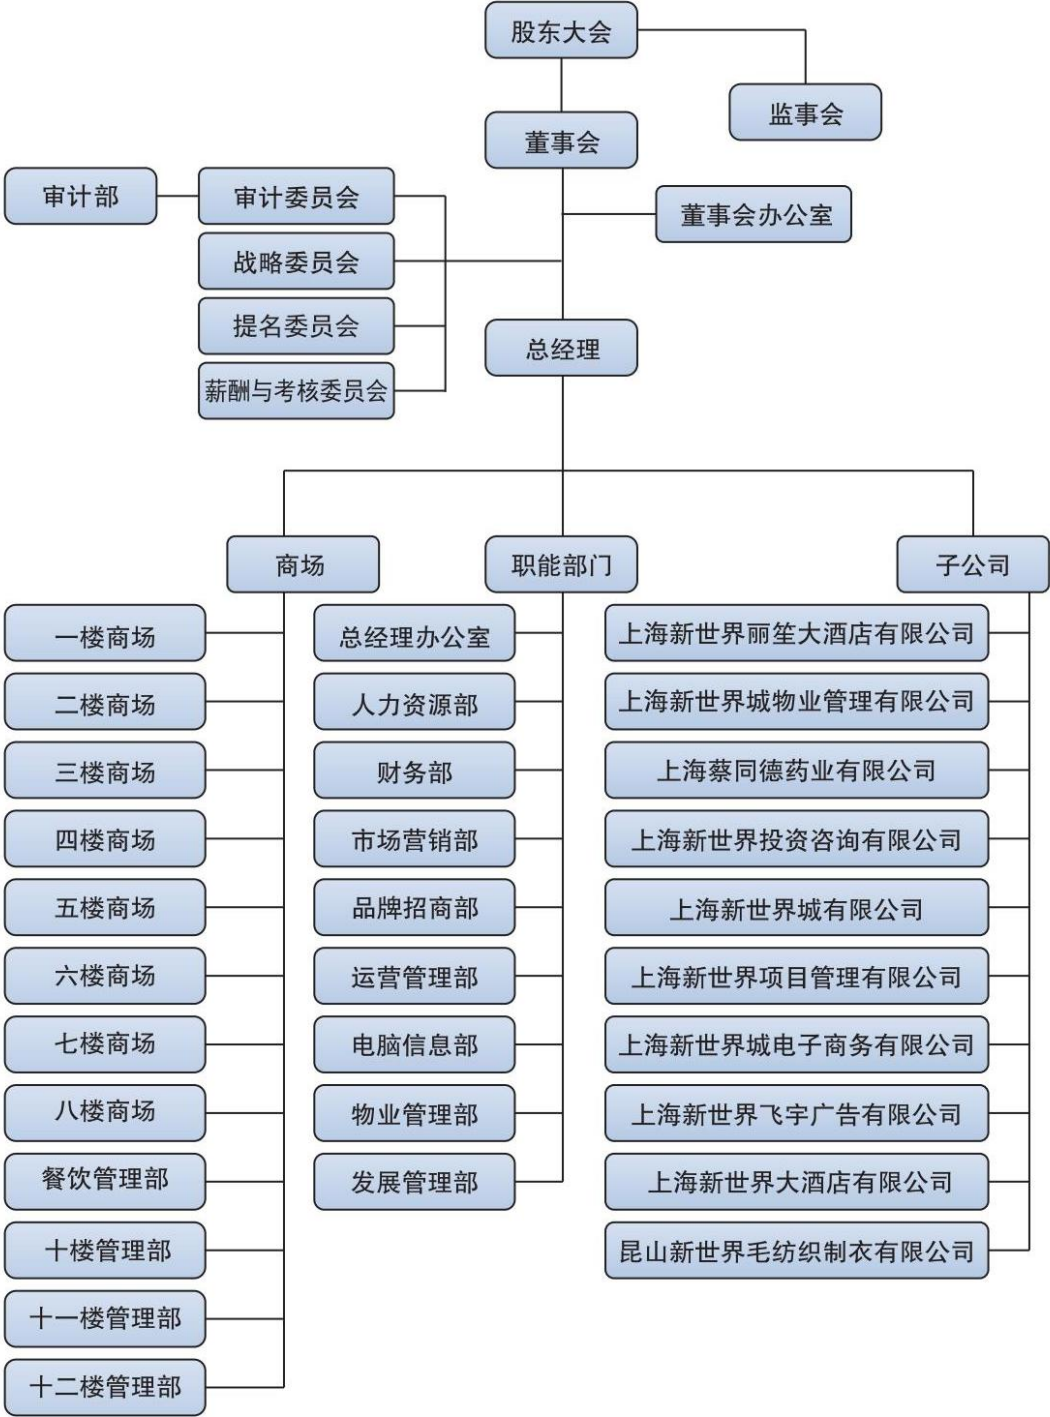 股东大会
监事会
董事会
审计部
审计委员会
董事会办公室
战略委员会
提名委员会
总经理
薪酬与考核委员会
商场
职能部门
子公司
一楼商场
二楼商场
三楼商场
四楼商场
五楼商场
六楼商场
七楼商场
八楼商场
餐饮管理部
十楼管理部
十一楼管理部
十二楼管理部
总经理办公室
人力资源部
财务部
市场营销部
品牌招商部
运营管理部
电脑信息部
物业管理部
发展管理部
上海新世界丽笙大酒店有限公司
上海新世界城物业管理有限公司
上海蔡同德药业有限公司
上海新世界投资咨询有限公司
上海新世界城有限公司
上海新世界项目管理有限公司
上海新世界城电子商务有限公司
上海新世界飞宇广告有限公司
上海新世界大酒店有限公司
昆山新世界毛纺织制衣有限公司